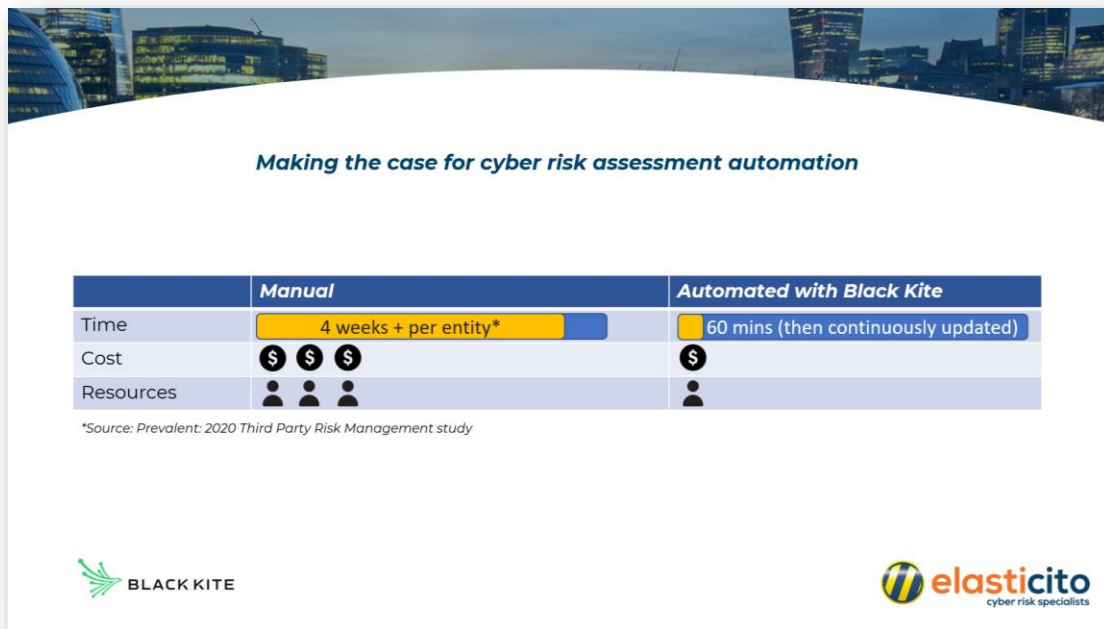 Making the case for cyber risk assessment automation
Manual
Automated with Black Kite
Time
4 weeks + per entity*
60 mins (then continuously updated)
Cost
$ $ $
$
Resources
*Source: Prevalent: 2020 Third Party Risk Management study
BLACK KITE
elasticito
cyber risk specialists